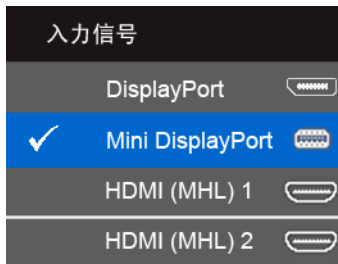 入力信号
DisplayPort
Mini DisplayPort
HDMI (MHL) 1
HDMI (MHL) 2